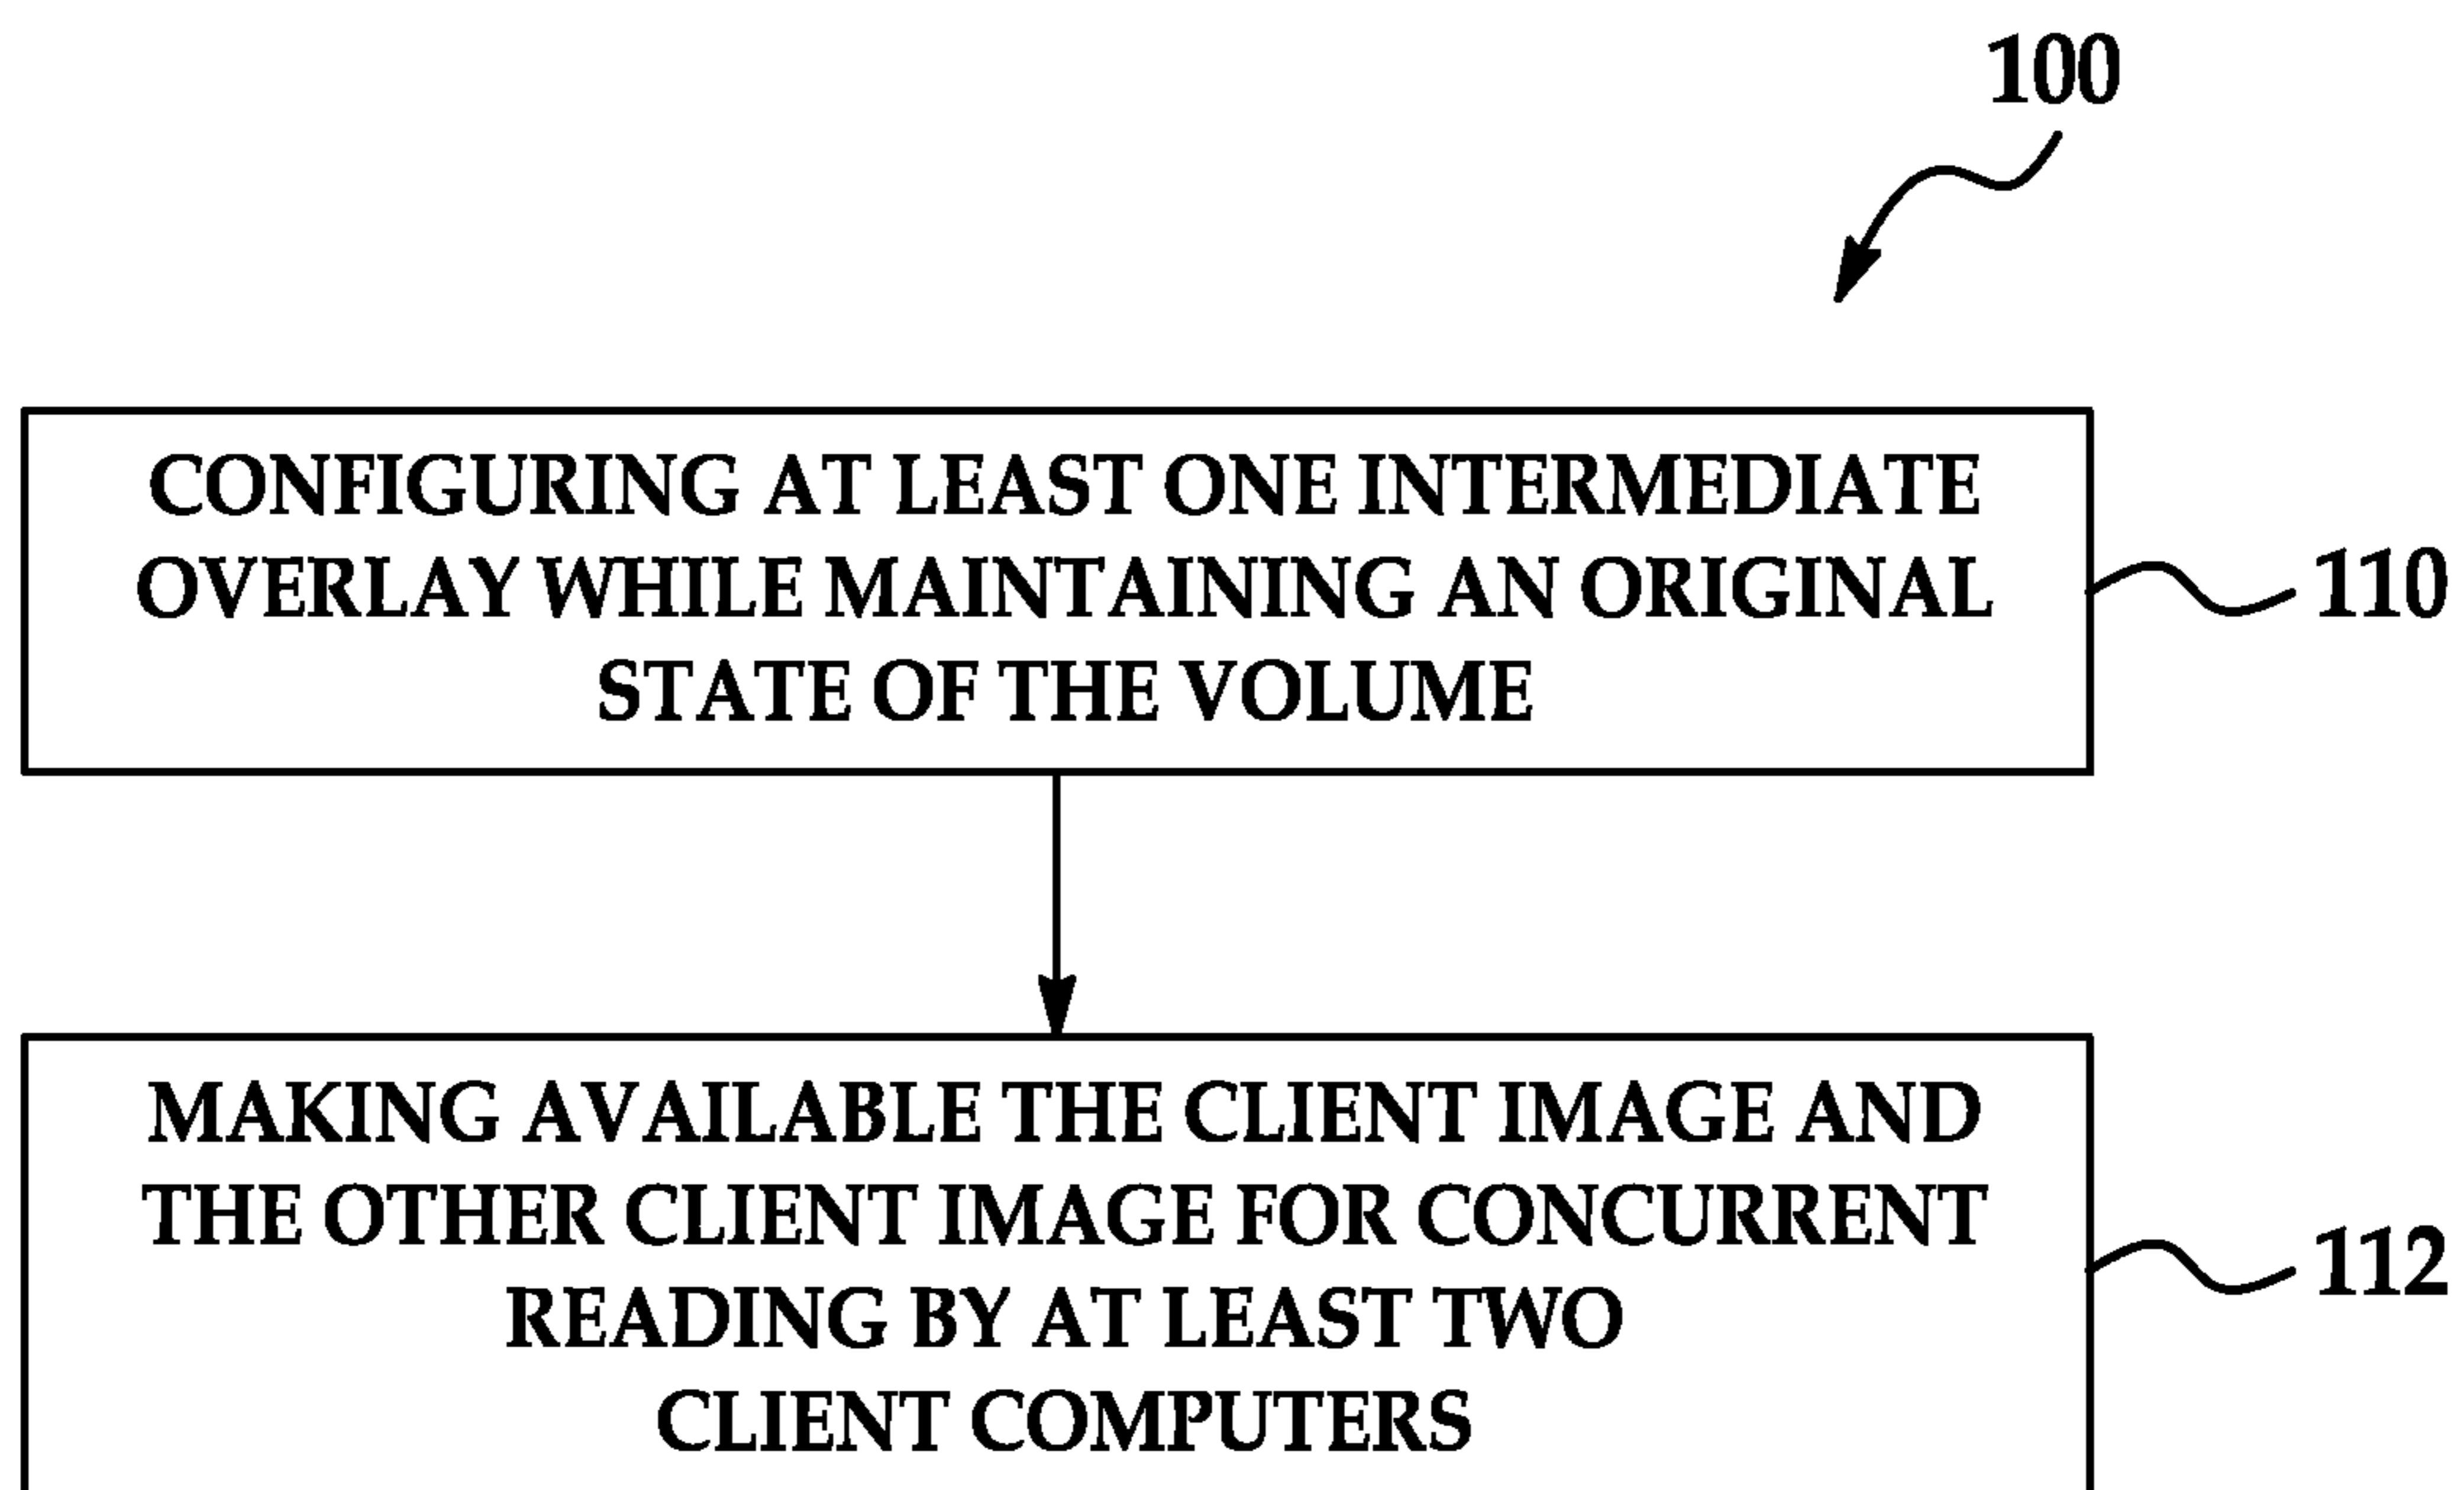 100
CONFIGURING AT LEAST ONE INTERMEDIATE
OVERLAY WHILE MAINTAINING AN ORIGINAL
STATE OF THE VOLUME
110
MAKING AVAILABLE THE CLIENT IMAGE AND
THE OTHER CLIENT IMAGE FOR CONCURRENT
READING BY AT LEAST TWO
CLIENT COMPUTERS
112